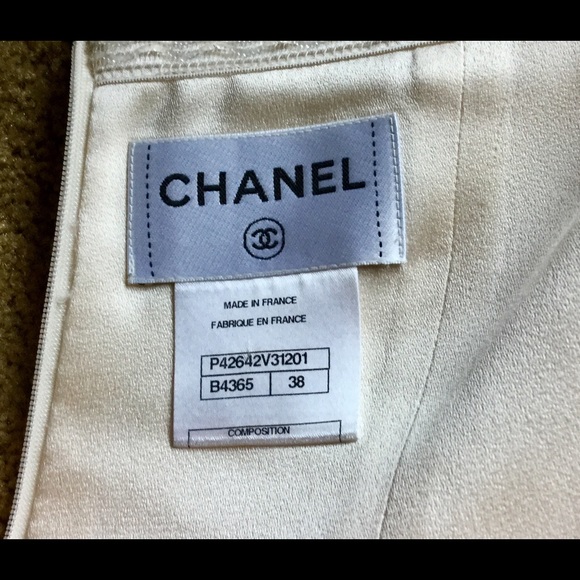 CHANEL
MADE IN FRANCE
FABRIQUE EN FRANCE
P42642V31201
B4365 38
COMPOSITION